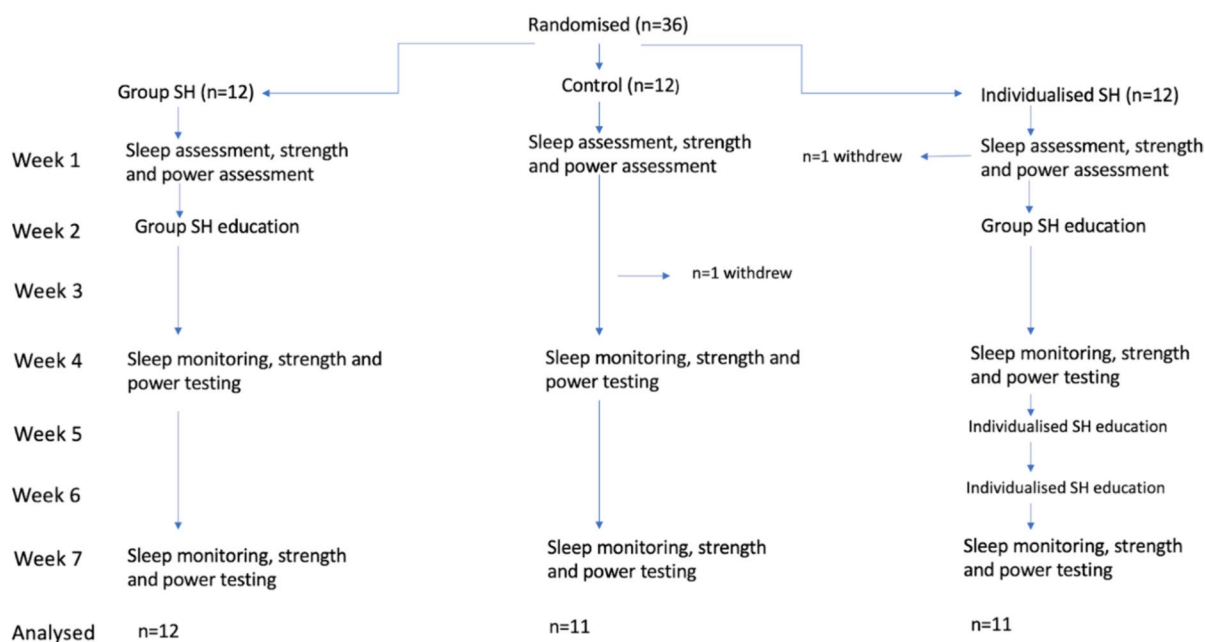 Randomised (n=36)
Group SH (n=12)
Control (n=12)
Individualised SH (n=12)
Week 1
Sleep assessment, strength
and power assessment
Sleep assessment, strength
and power assessment
n=1 withdrew
Sleep assessment, strength
and power assessment
Week 2
Group SH education
Group SH education
n=1 withdrew
Week 3
Week 4
Sleep monitoring, strength and
power testing
Sleep monitoring, strength and
power testing
Sleep monitoring, strength
and power testing
Week 5
Individualised SH education
Week 6
Individualised SH education
Week 7
Sleep monitoring, strength
and power testing
Sleep monitoring, strength
and power testing
Sleep monitoring, strength
and power testing
Analysed
n=12
n=11
n=11